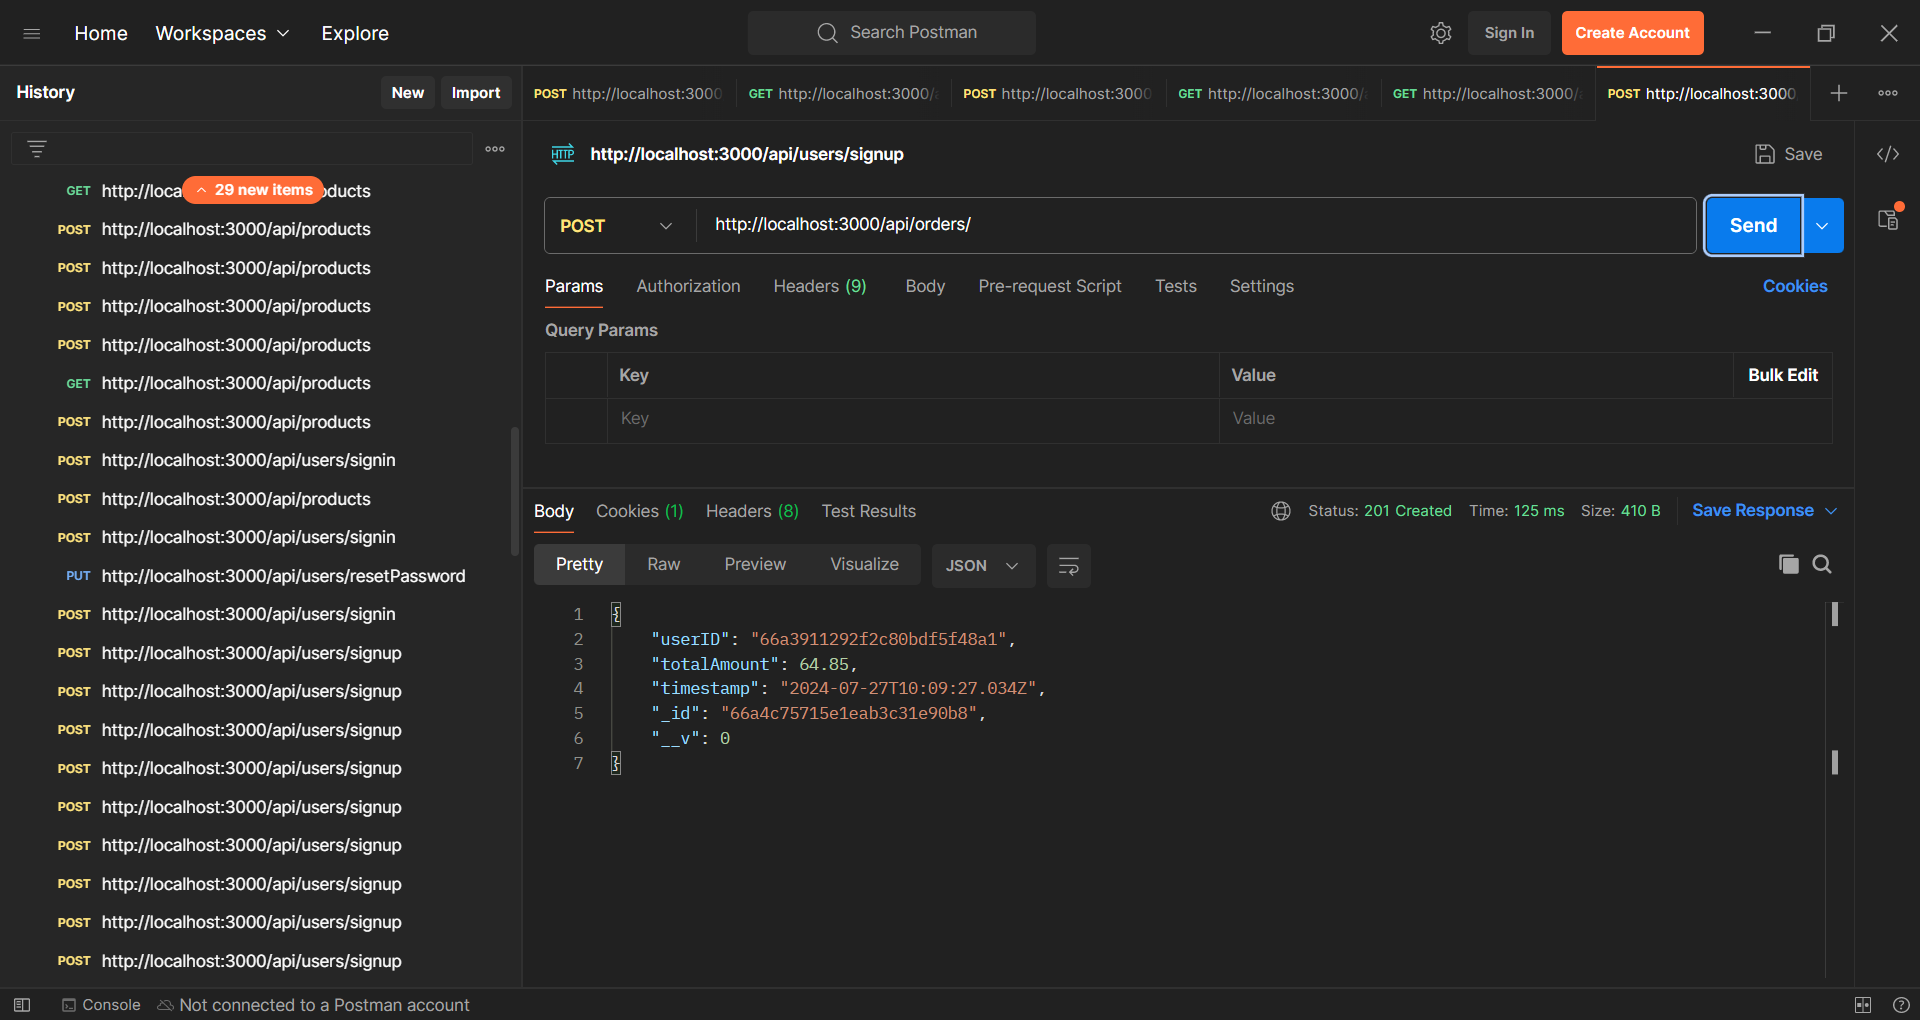 Home Workspaces Explore Search Postman Sign In Create Account
History New Import
POST http://localhost:3000 GET http://localhost:3000/ POST http://localhost:3000 GET http://localhost:3000/ GET http://localhost:3000/ POST http://localhost:3000
HTTP http://localhost:3000/api/users/signup Save
GET http://loca 29 new items oducts
POST http://localhost:3000/api/products
POST http://localhost:3000/api/products
POST http://localhost:3000/api/products
POST http://localhost:3000/api/products
GET http://localhost:3000/api/products
POST http://localhost:3000/api/products
POST http://localhost:3000/api/users/signin
POST http://localhost:3000/api/products
POST http://localhost:3000/api/users/signin
PUT http://localhost:3000/api/users/resetPassword
POST http://localhost:3000/api/users/signin
POST http://localhost:3000/api/users/signup
POST http://localhost:3000/api/users/signup
POST http://localhost:3000/api/users/signup
POST http://localhost:3000/api/users/signup
POST http://localhost:3000/api/users/signup
POST http://localhost:3000/api/users/signup
POST http://localhost:3000/api/users/signup
POST http://localhost:3000/api/users/signup
POST http://localhost:3000/api/users/signup
POST http://localhost:3000/api/orders/ Send
Params Authorization Headers (9) Body Pre-request Script Tests Settings Cookies
Query Params
Key Value Bulk Edit
Key Value
Body Cookies (1) Headers (8) Test Results Status: 201 Created Time: 125 ms Size: 410 B Save Response
Pretty Raw Preview Visualize JSON
1 {
2 "userID": "66a3911292f2c80bdf5f48a1",
3 "totalAmount": 64.85,
4 "timestamp": "2024-07-27T10:09:27.034Z",
5 "_id": "66a4c75715e1eab3c31e90b8",
6 "__v": 0
7 }
Console Not connected to a Postman account